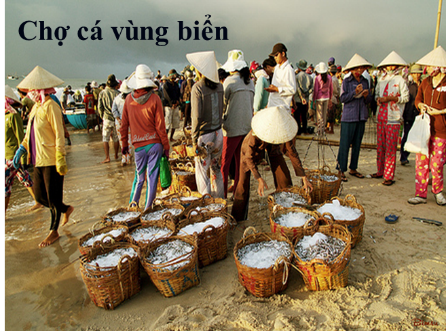 Chợ cá vùng biển